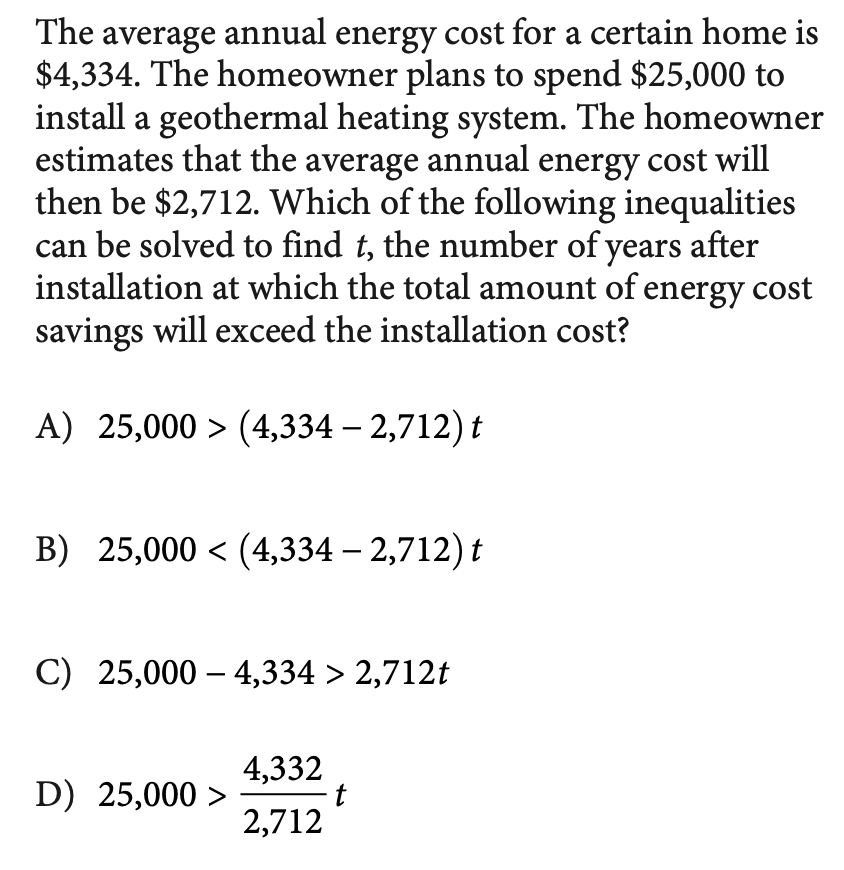 The average annual energy cost for a certain home is
$4,334. The homeowner plans to spend $25,000 to
install a geothermal heating system. The homeowner
estimates that the average annual energy cost will
then be $2,712. Which of the following inequalities
can be solved to find t, the number of years after
installation at which the total amount of energy cost
savings will exceed the installation cost?
A) 25,000 > (4,334 – 2,712) t
B) 25,000 < (4,334 – 2,712) t
C) 25,000 – 4,334 > 2,712t
D) 25,000 > 4,332/2,712 t